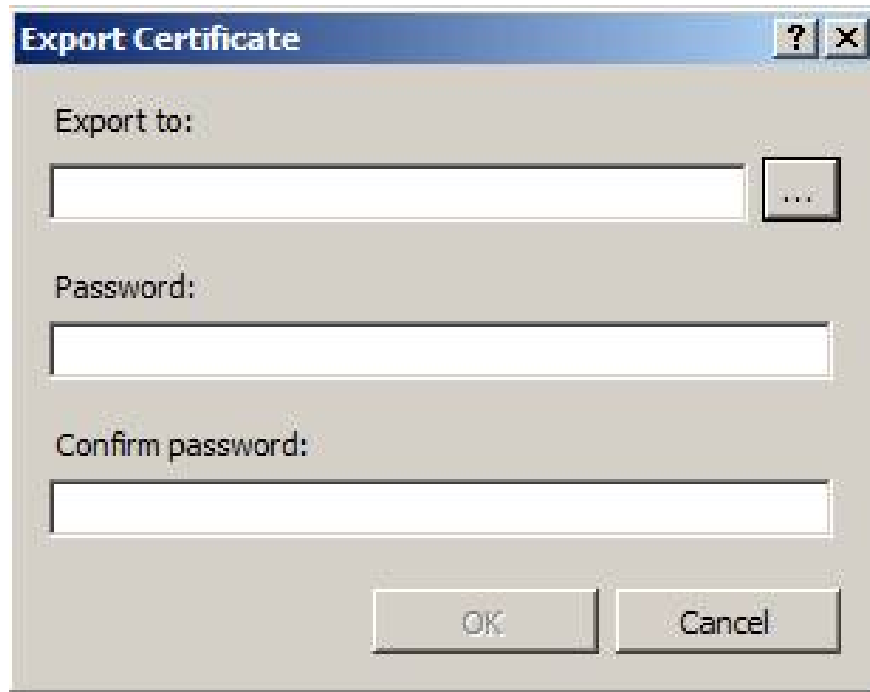 Export Certificate ? X
Export to:
...
Password:
Confirm password:
OK Cancel